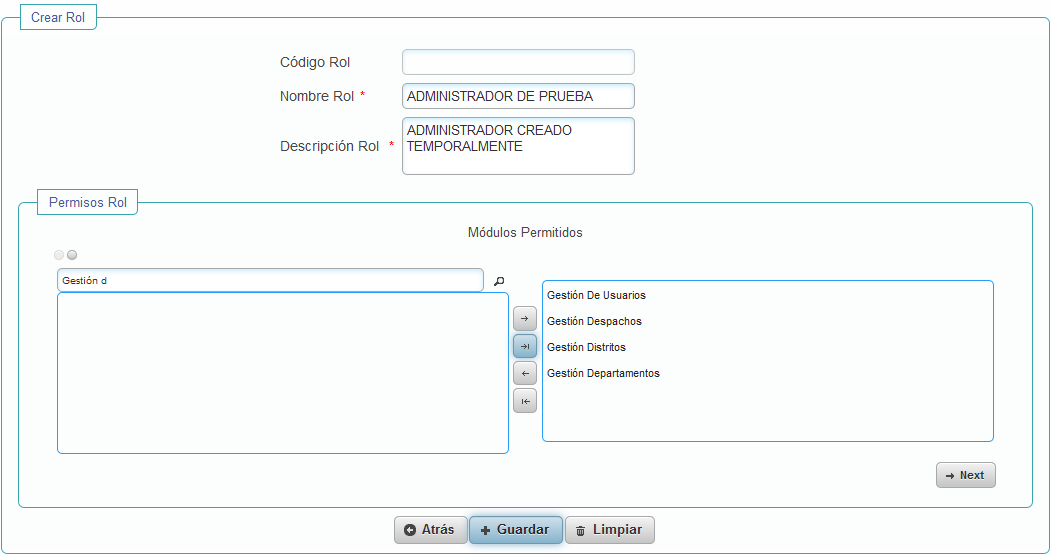 Crear Rol
Código Rol
Nombre Rol *
ADMINISTRADOR DE PRUEBA
Descripción Rol *
ADMINISTRADOR CREADO
TEMPORALMENTE
Permisos Rol
Módulos Permitidos
Gestión d
Gestión De Usuarios
Gestión Despachos
Gestión Distritos
Gestión Departamentos
Next
Atrás
Guardar
Limpiar